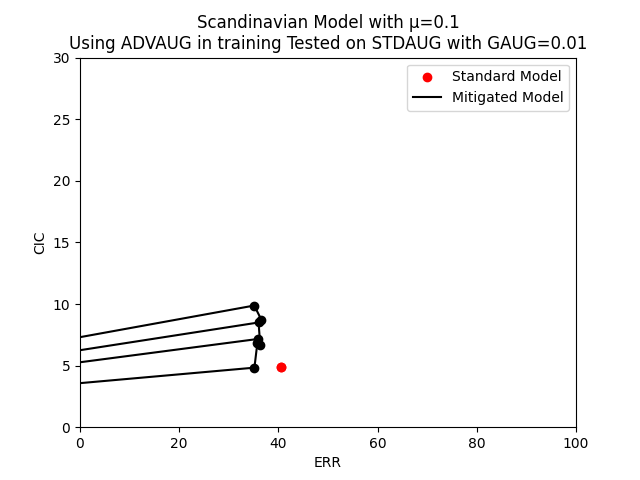 Scandinavian Model with μ=0.1
Using ADVAUG in training Tested on STDAUG with GAUG=0.01
30
25
20
15
10
5
0
CIC
Standard Model
Mitigated Model
0 20 40 60 80 100
ERR